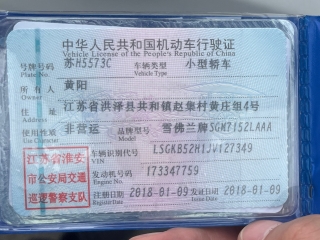 中华人民共和国机动车行驶证
Vehicle License of the People's Republic of China
号牌号码 苏H5573C 车辆类型 小型轿车
Plate No. Vehicle Type
所有人 黄阳
Owner
住址 江苏省洪泽县共和镇赵集村黄庄组4号
Address
使用性质 非营运 品牌型号 雪佛兰牌SGM7152LAAA
Use Character Model
江苏省淮安
市公安局交通
巡逻警察支队
车辆识别代号 LSGKB52H1JV127349
VIN
发动机号码 173347759
Engine No.
注册日期 2018-01-09 发证日期 2018-01-09
Register Date Issue Date